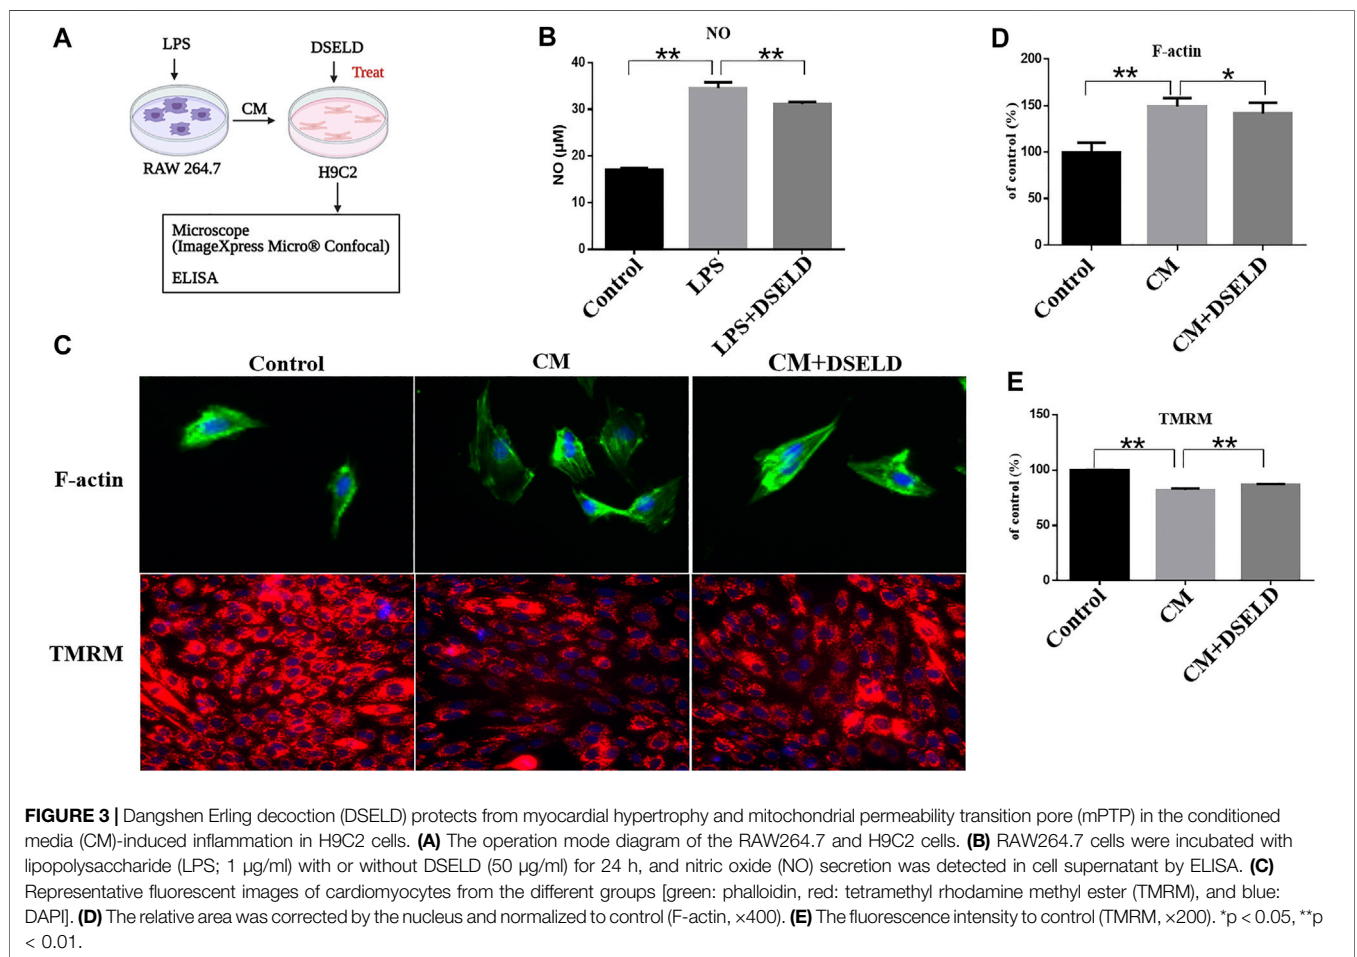 A
LPS
DSELD
Treat
CM
RAW 264.7
H9C2
Microscope
(ImageXpress Micro® Confocal)
ELISA
B
NO
**
**
NO (µM)
40
30
20
10
0
Control
LPS
LPS+DSELD
D
F-actin
**
*
of control (%)
200
150
100
50
0
Control
CM
CM+DSELD
C
Control
CM
CM+DSELD
F-actin
TMRM
E
TMRM
**
**
of control (%)
150
100
50
0
Control
CM
CM+DSELD
FIGURE 3 | Dangshen Erling decoction (DSELD) protects from myocardial hypertrophy and mitochondrial permeability transition pore (mPTP) in the conditioned
media (CM)-induced inflammation in H9C2 cells. (A) The operation mode diagram of the RAW264.7 and H9C2 cells. (B) RAW264.7 cells were incubated with
lipopolysaccharide (LPS; 1 µg/ml) with or without DSELD (50 µg/ml) for 24 h, and nitric oxide (NO) secretion was detected in cell supernatant by ELISA. (C)
Representative fluorescent images of cardiomyocytes from the different groups [green: phalloidin, red: tetramethyl rhodamine methyl ester (TMRM), and blue:
DAPI]. (D) The relative area was corrected by the nucleus and normalized to control (F-actin, ×400). (E) The fluorescence intensity to control (TMRM, ×200). *p < 0.05, **p
< 0.01.